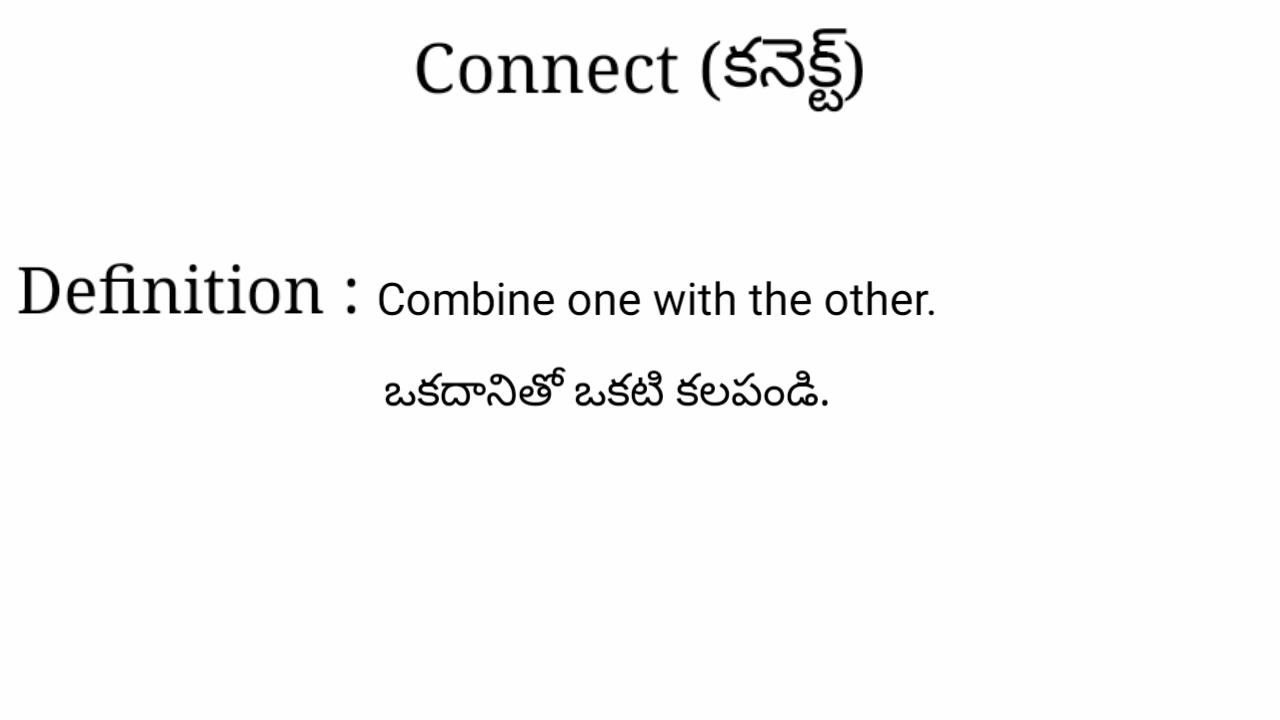 Connect (కనెక్ట్)
Definition : Combine one with the other.
ఒకదానితో ఒకటి కలపండి.